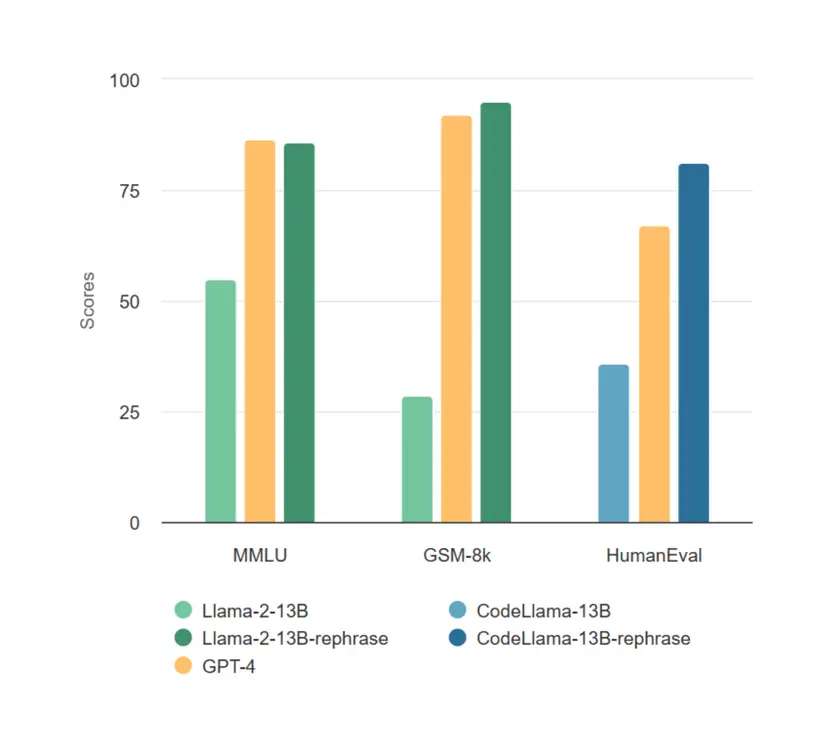 100
75
50
25
0
Scores
MMLU GSM-8k HumanEval
Llama-2-13B CodeLlama-13B
Llama-2-13B-rephrase CodeLlama-13B-rephrase
GPT-4